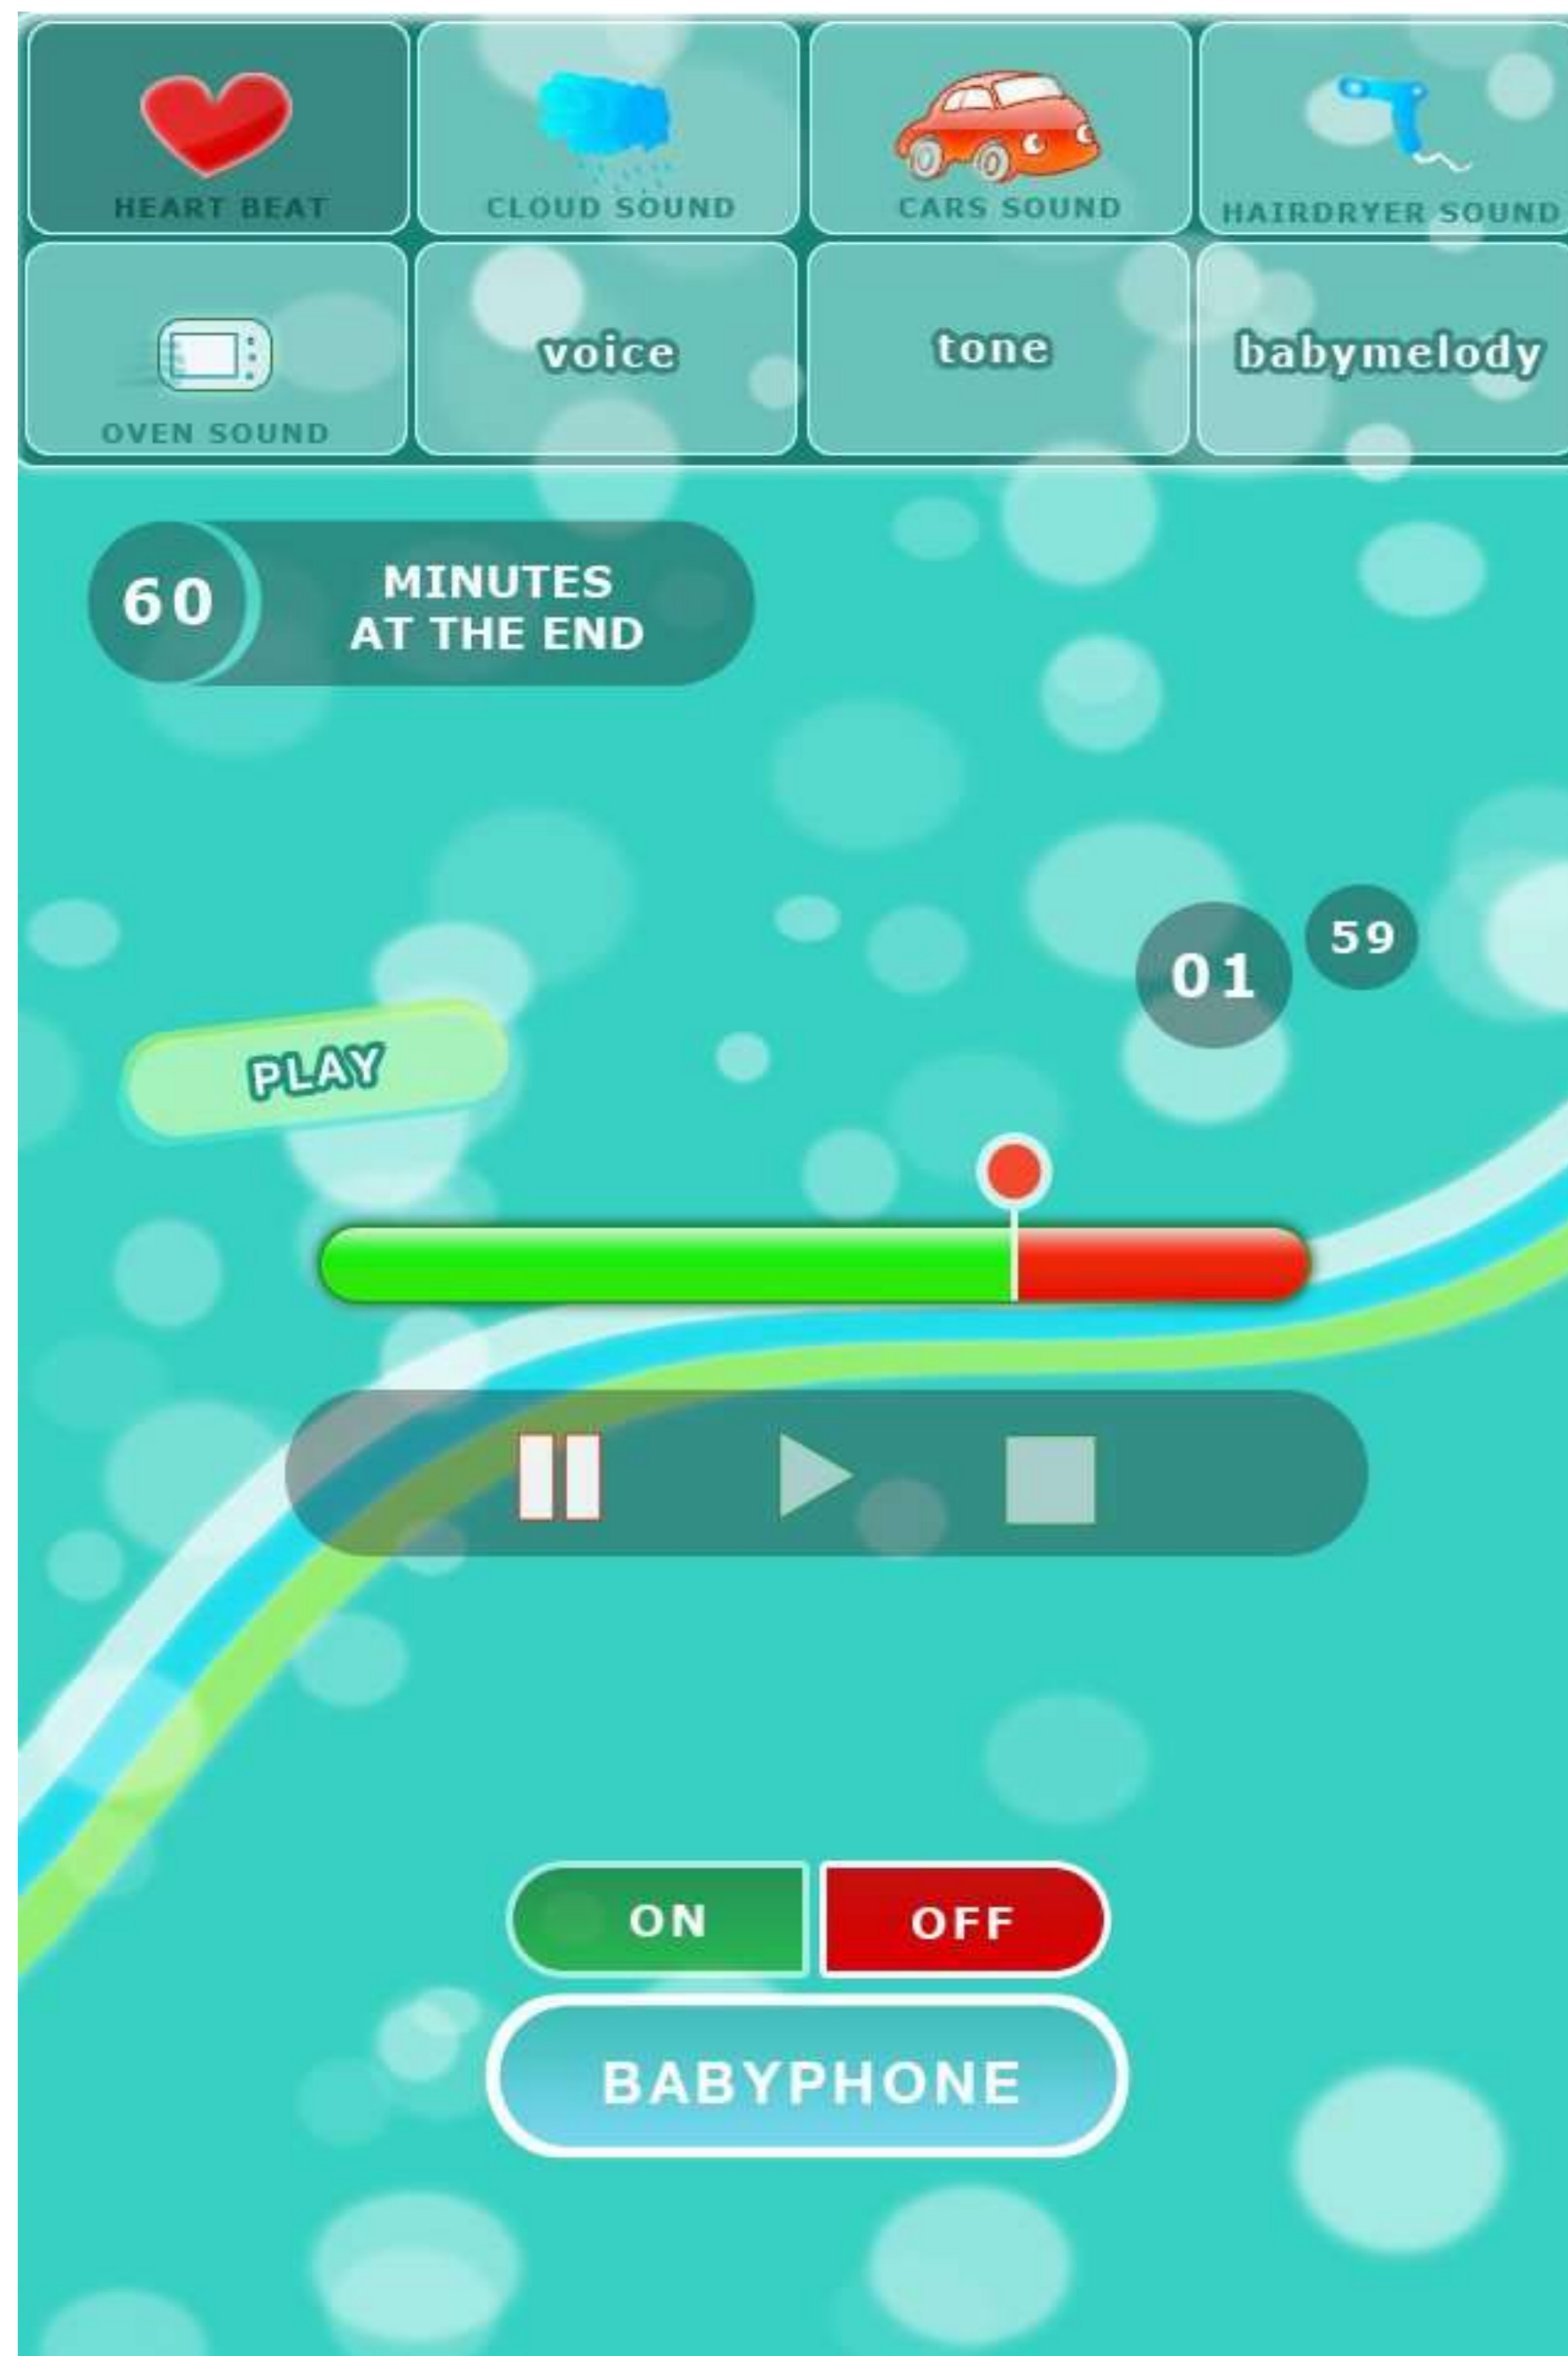 HEART BEAT
CLOUD SOUND
CARS SOUND
HAIRDRYER SOUND
OVEN SOUND
voice
tone
babymelody
60
MINUTES
AT THE END
01
59
PLAY
ON
OFF
BABYPHONE